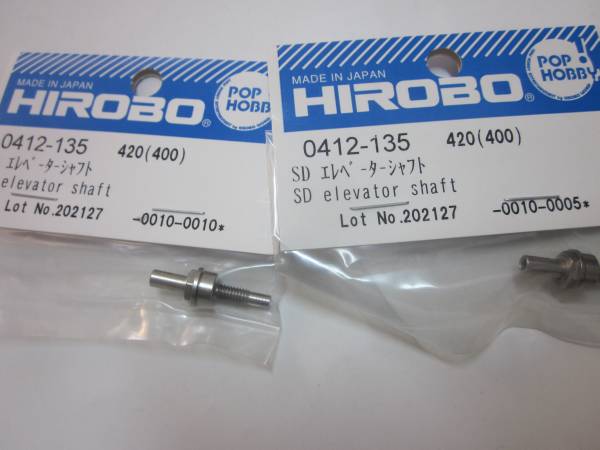 MADE IN JAPAN
HIROBO®
POP
HOBBY
0412-135 420(400)
エレベーターシャフト
elevator shaft
Lot No.202127 -0010-0010*
MADE IN JAPAN
HIROBO®
POP
HOBBY!
0412-135 420(400)
SD エレベーターシャフト
SD elevator shaft
Lot No.202127 -0010-0005*